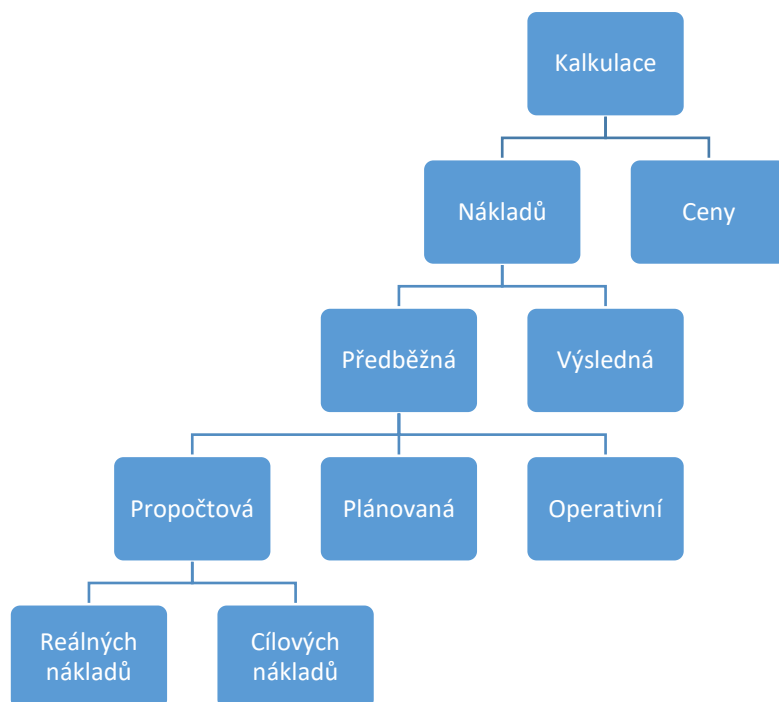 Kalkulace
Nákladů
Ceny
Předběžná
Výsledná
Propočtová
Plánovaná
Operativní
Reálných
nákladů
Cílových
nákladů